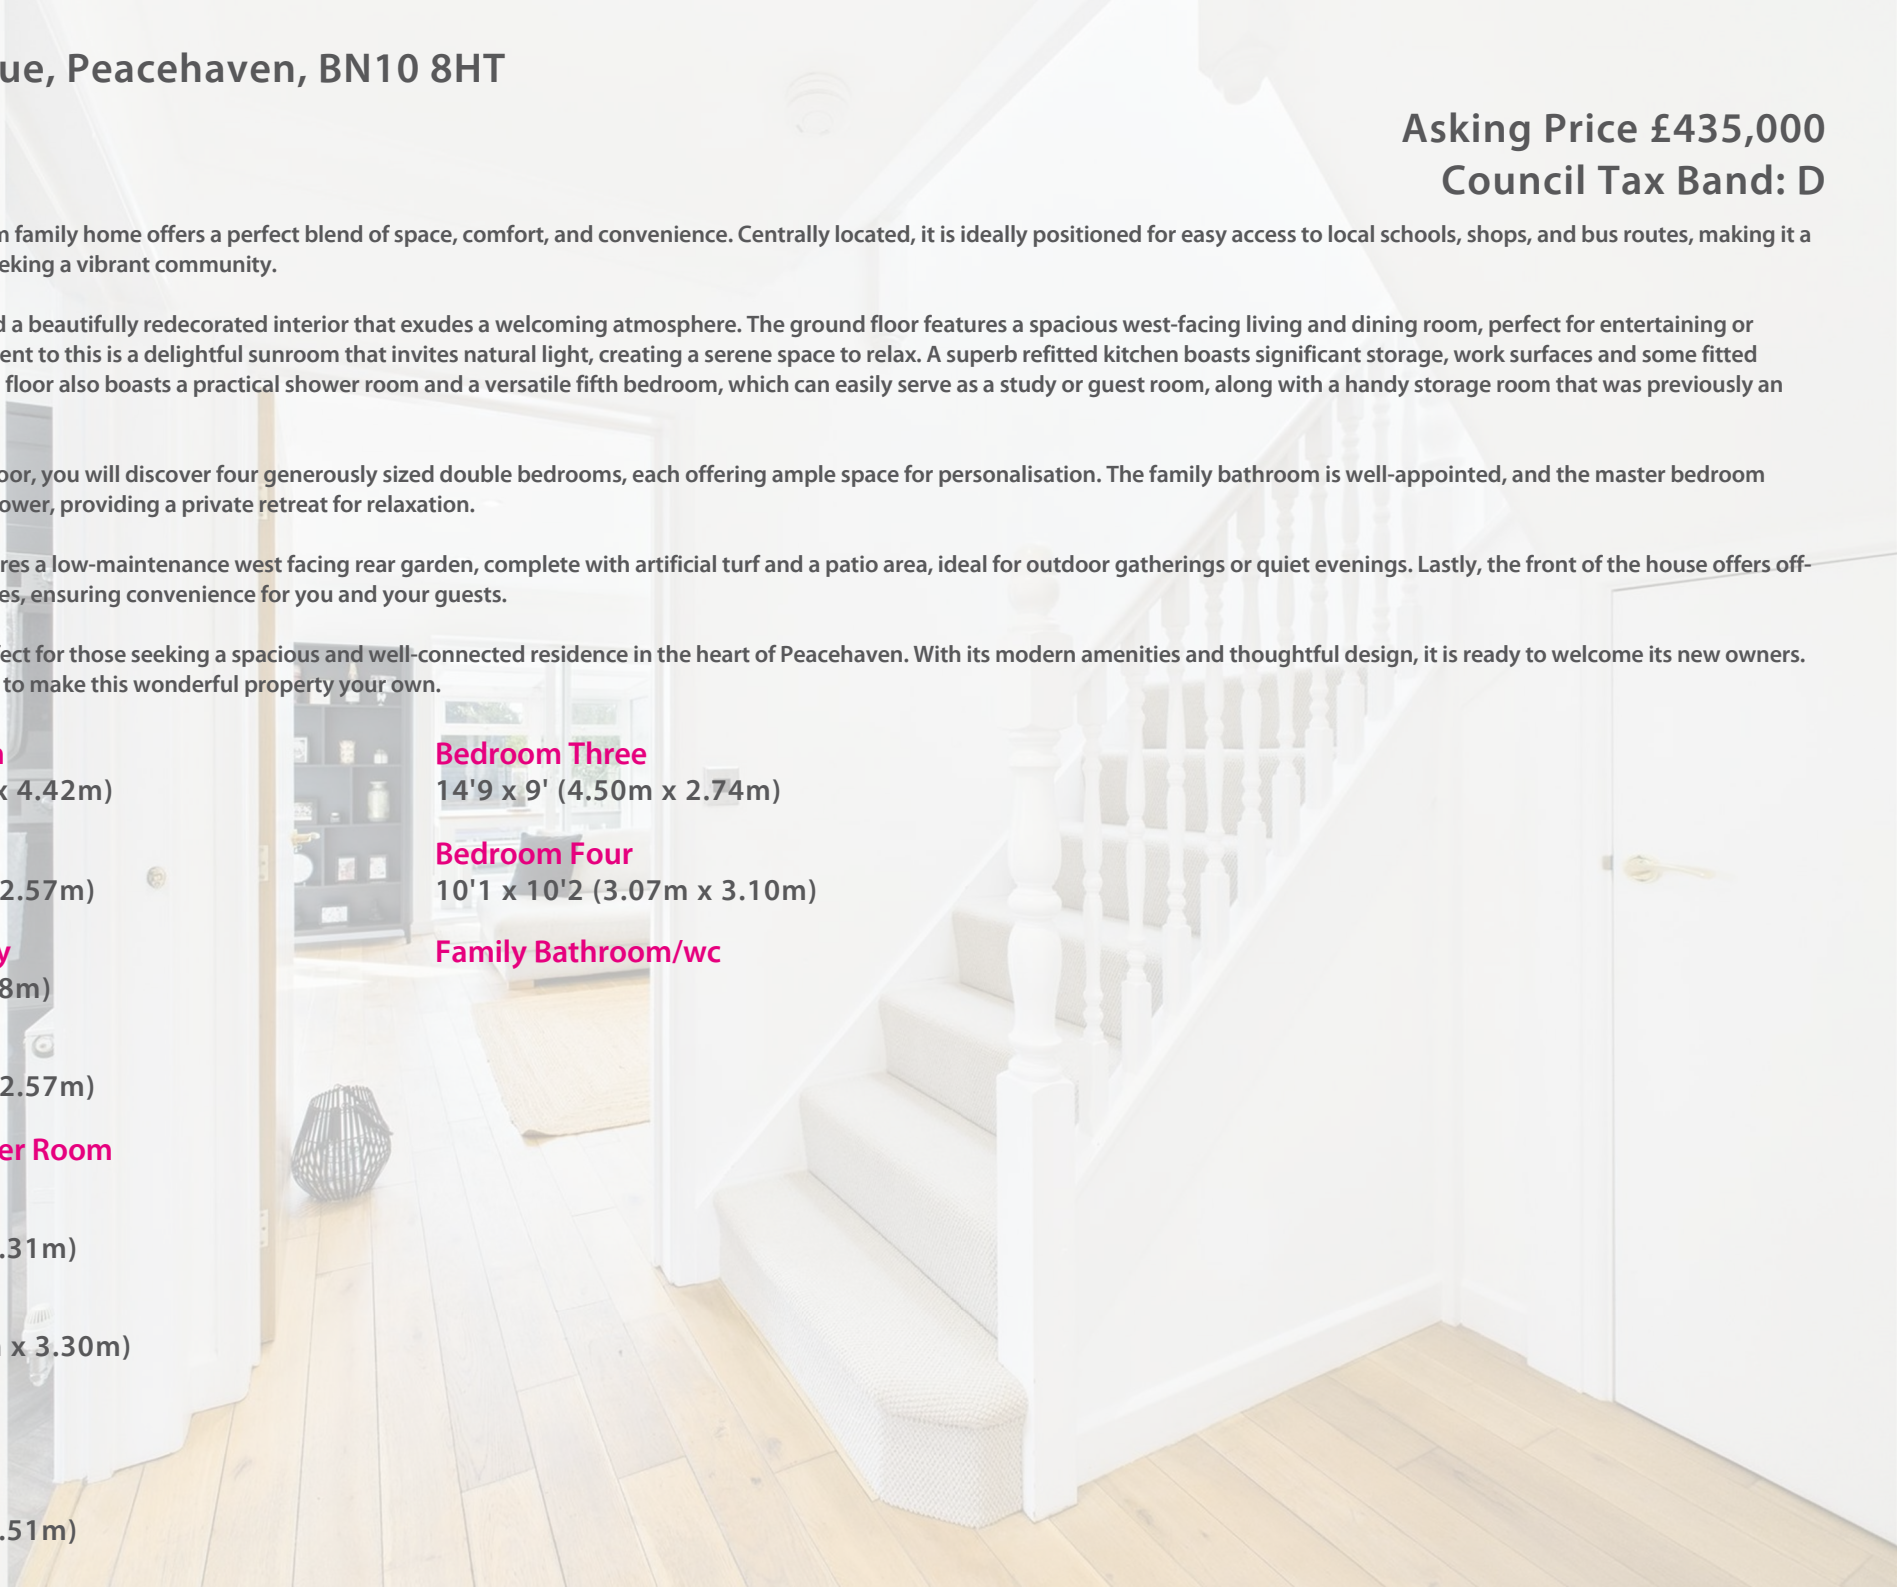 ue, Peacehaven, BN10 8HT
Asking Price £435,000
Council Tax Band: D
family home offers a perfect blend of space, comfort, and convenience. Centrally located, it is ideally positioned for easy access to local schools, shops, and bus routes, making it a
eking a vibrant community.
d a beautifully redecorated interior that exudes a welcoming atmosphere. The ground floor features a spacious west-facing living and dining room, perfect for entertaining or
ent to this is a delightful sunroom that invites natural light, creating a serene space to relax. A superb refitted kitchen boasts significant storage, work surfaces and some fitted
floor also boasts a practical shower room and a versatile fifth bedroom, which can easily serve as a study or guest room, along with a handy storage room that was previously an
oor, you will discover four generously sized double bedrooms, each offering ample space for personalisation. The family bathroom is well-appointed, and the master bedroom
ower, providing a private retreat for relaxation.
res a low-maintenance west facing rear garden, complete with artificial turf and a patio area, ideal for outdoor gatherings or quiet evenings. Lastly, the front of the house offers off-
es, ensuring convenience for you and your guests.
ect for those seeking a spacious and well-connected residence in the heart of Peacehaven. With its modern amenities and thoughtful design, it is ready to welcome its new owners.
to make this wonderful property your own.
x 4.42m)
2.57m)
y
8m)
2.57m)
er Room
.31m)
x 3.30m)
.51m)
Bedroom Three
14'9 x 9' (4.50m x 2.74m)
Bedroom Four
10'1 x 10'2 (3.07m x 3.10m)
Family Bathroom/wc